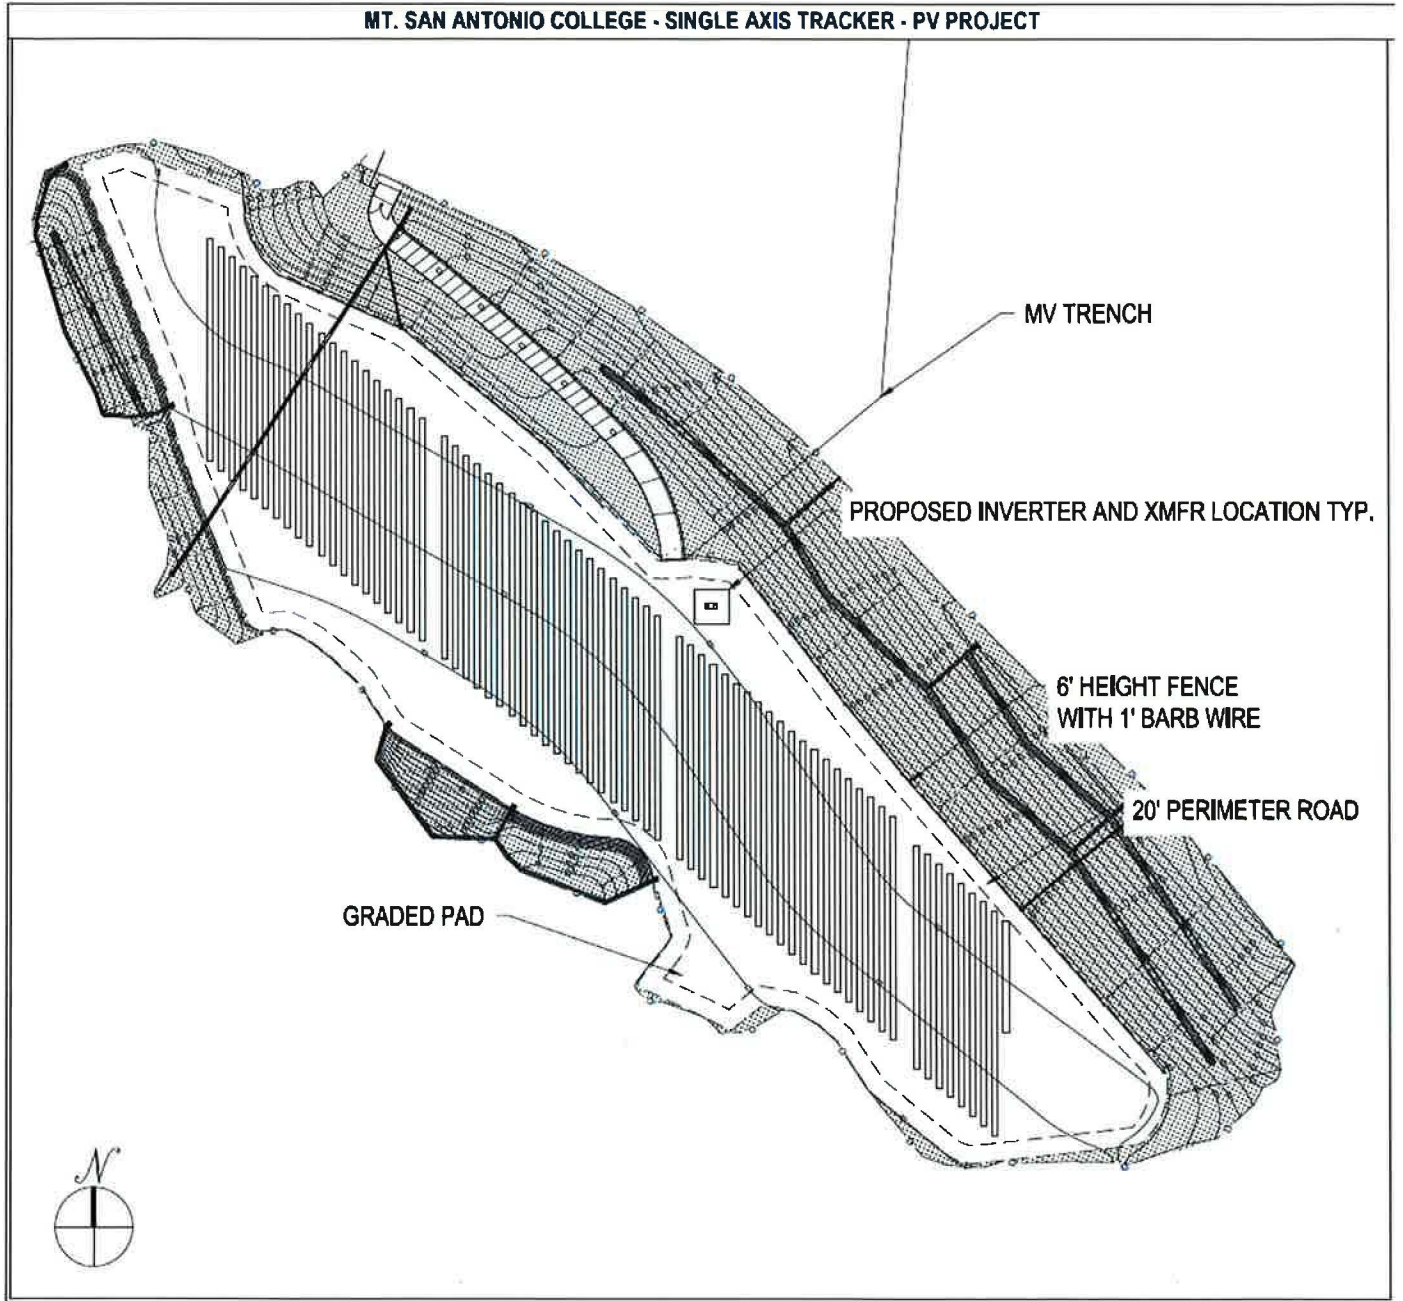 MT. SAN ANTONIO COLLEGE - SINGLE AXIS TRACKER - PV PROJECT
MV TRENCH
PROPOSED INVERTER AND XMFR LOCATION TYP.
6' HEIGHT FENCE
WITH 1' BARB WIRE
20' PERIMETER ROAD
GRADED PAD
N